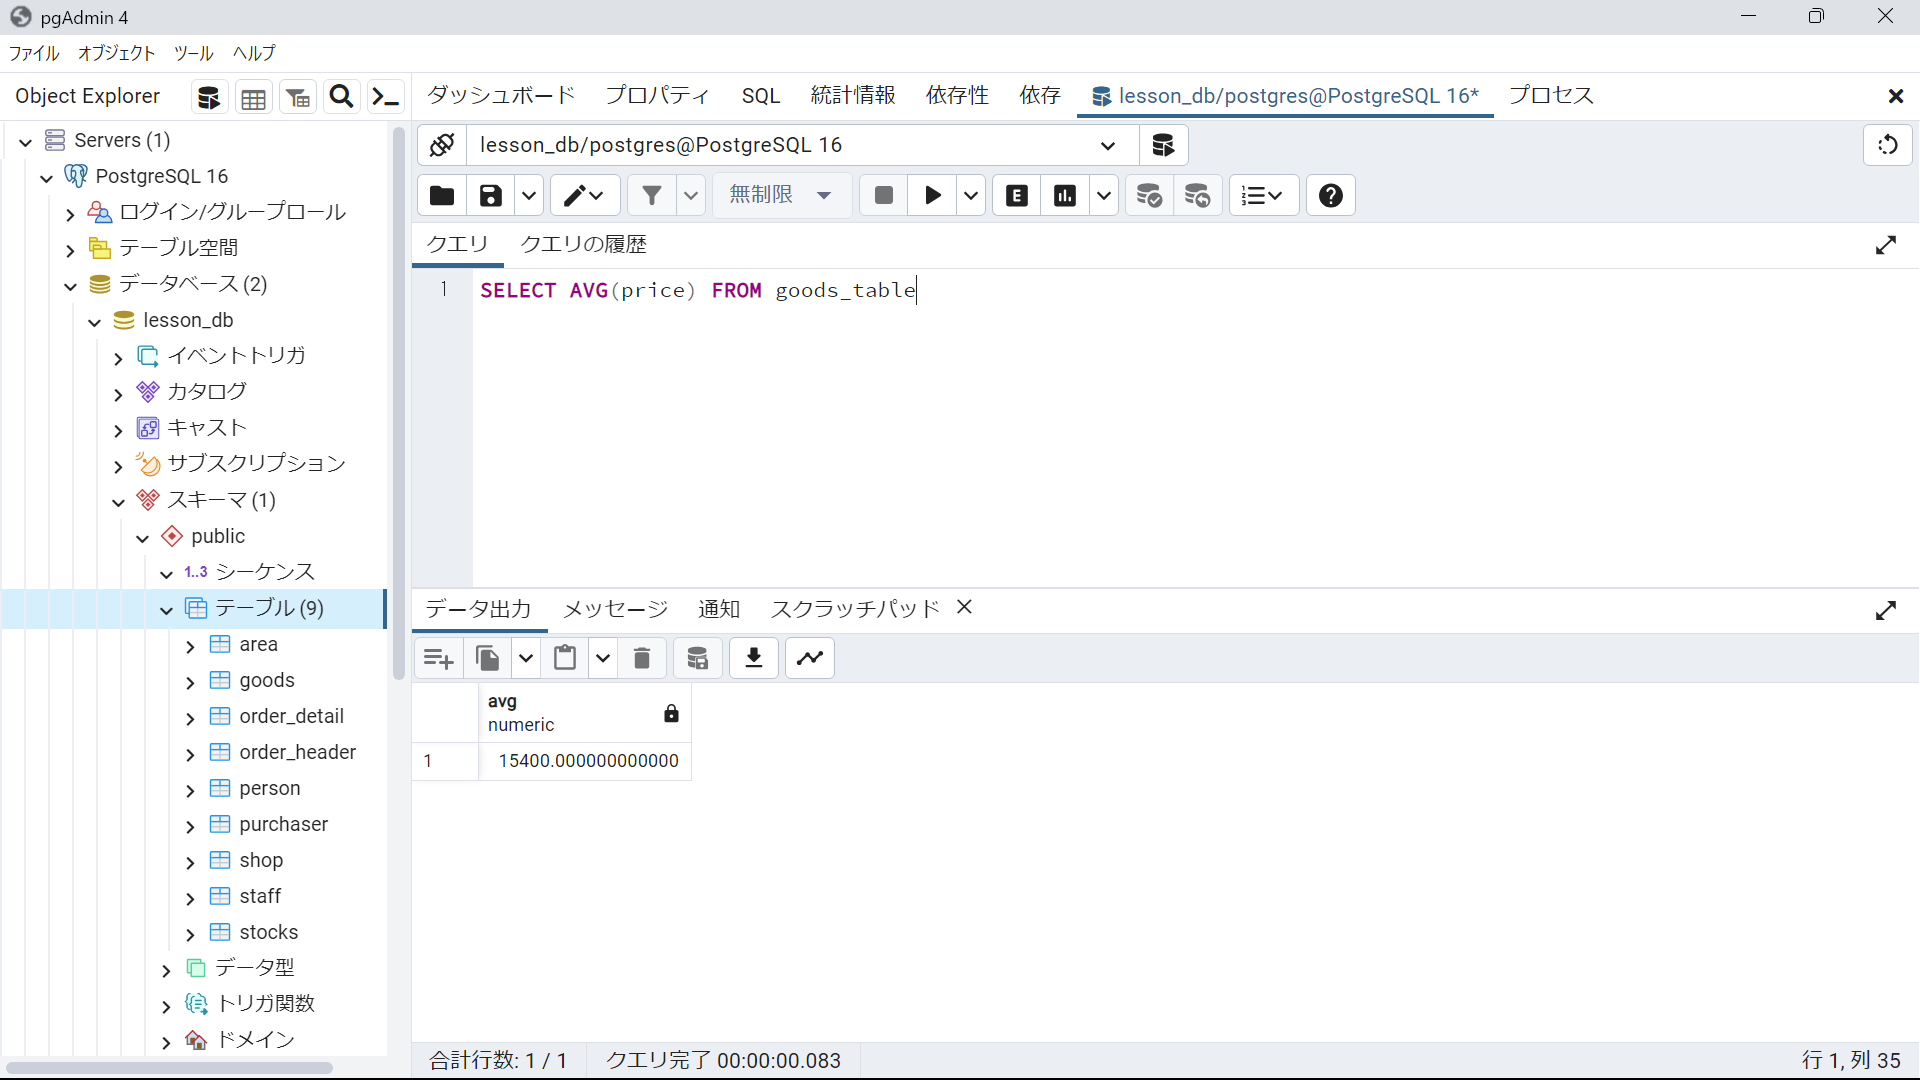 pgAdmin 4
ファイル オブジェクト ツール ヘルプ
Object Explorer
ダッシュボード プロパティ SQL 統計情報 依存性 依存 lesson_db/postgres@PostgreSQL 16* プロセス
Servers (1)
PostgreSQL 16
ログイン/グループロール
テーブル空間
データベース (2)
lesson_db
イベントトリガ
カタログ
キャスト
サブスクリプション
スキーマ (1)
public
1..3 シーケンス
テーブル (9)
area
goods
order_detail
order_header
person
purchaser
shop
staff
stocks
データ型
トリガ関数
ドメイン
lesson_db/postgres@PostgreSQL 16
無制限
E
クエリ クエリの履歴
1 SELECT AVG(price) FROM goods_table
データ出力 メッセージ 通知 スクラッチパッド
avg
numeric
1 15400.000000000000
合計行数: 1 / 1 クエリ完了 00:00:00.083 行 1, 列 35